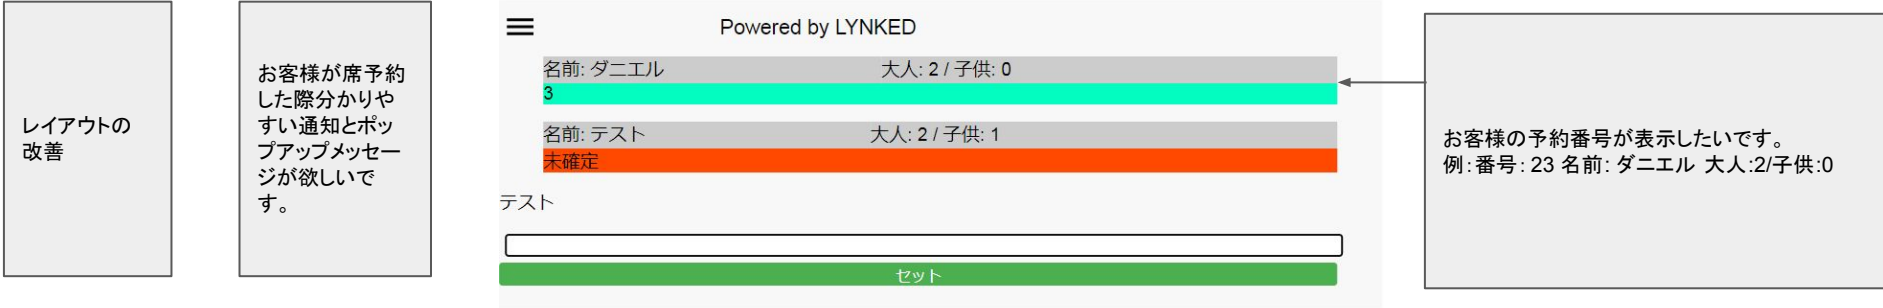 レイアウトの
改善
お客様が席予約
した際分かりや
すい通知とポッ
プアップメッセー
ジが欲しいで
す。
Powered by LYNKED
名前: ダニエル 大人: 2 / 子供: 0
3
名前: テスト 大人: 2 / 子供: 1
未確定
テスト
セット
お客様の予約番号が表示したいです。
例：番号：23 名前: ダニエル 大人:2/子供:0